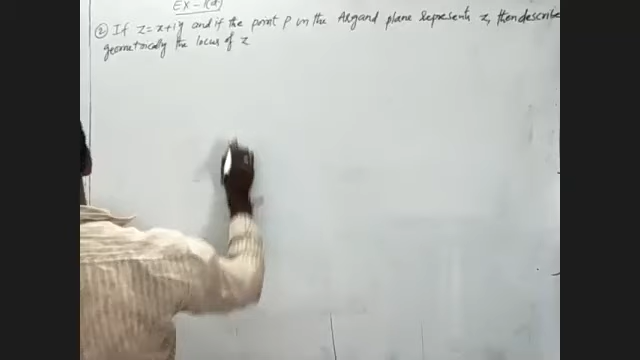 EX-1(d)
② If z=x+iy and if the point P in the Argand plane represents z, then describe
geometrically the locus of z